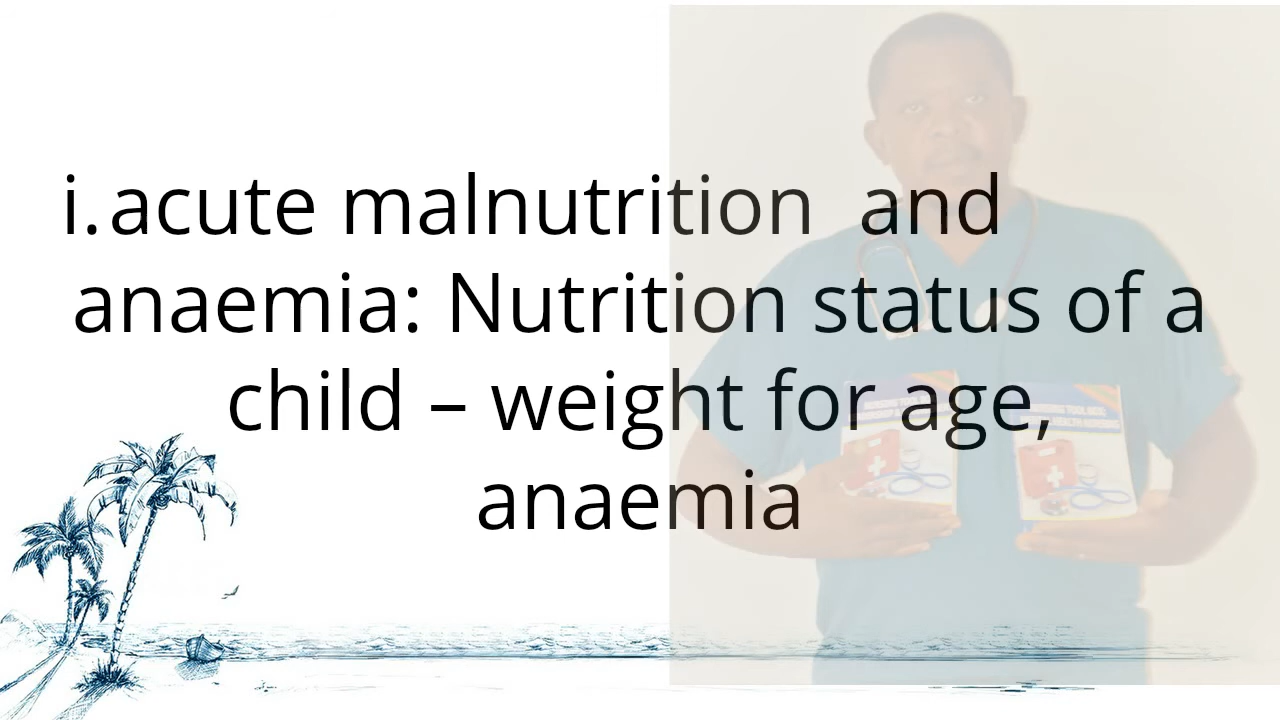 i. acute malnutrition  and
anaemia: Nutrition status of a
child – weight for age,
anaemia